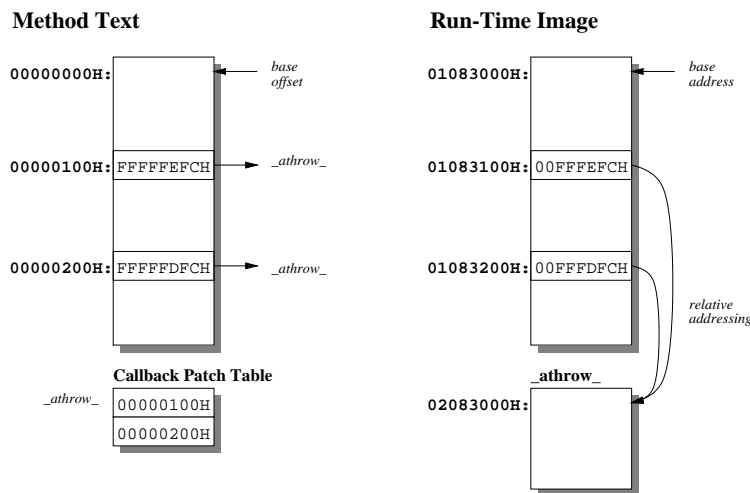 Method Text
Run-Time Image
00000000H:
base
offset
01083000H:
base
address
00000100H: FFFFFEFCH
_athrow_
01083100H: 00FFFEFCH
00000200H: FFFFFDFCH
_athrow_
01083200H: 00FFFDFCH
relative
addressing
Callback Patch Table
_athrow_
_athrow_
00000100H
00000200H
02083000H: